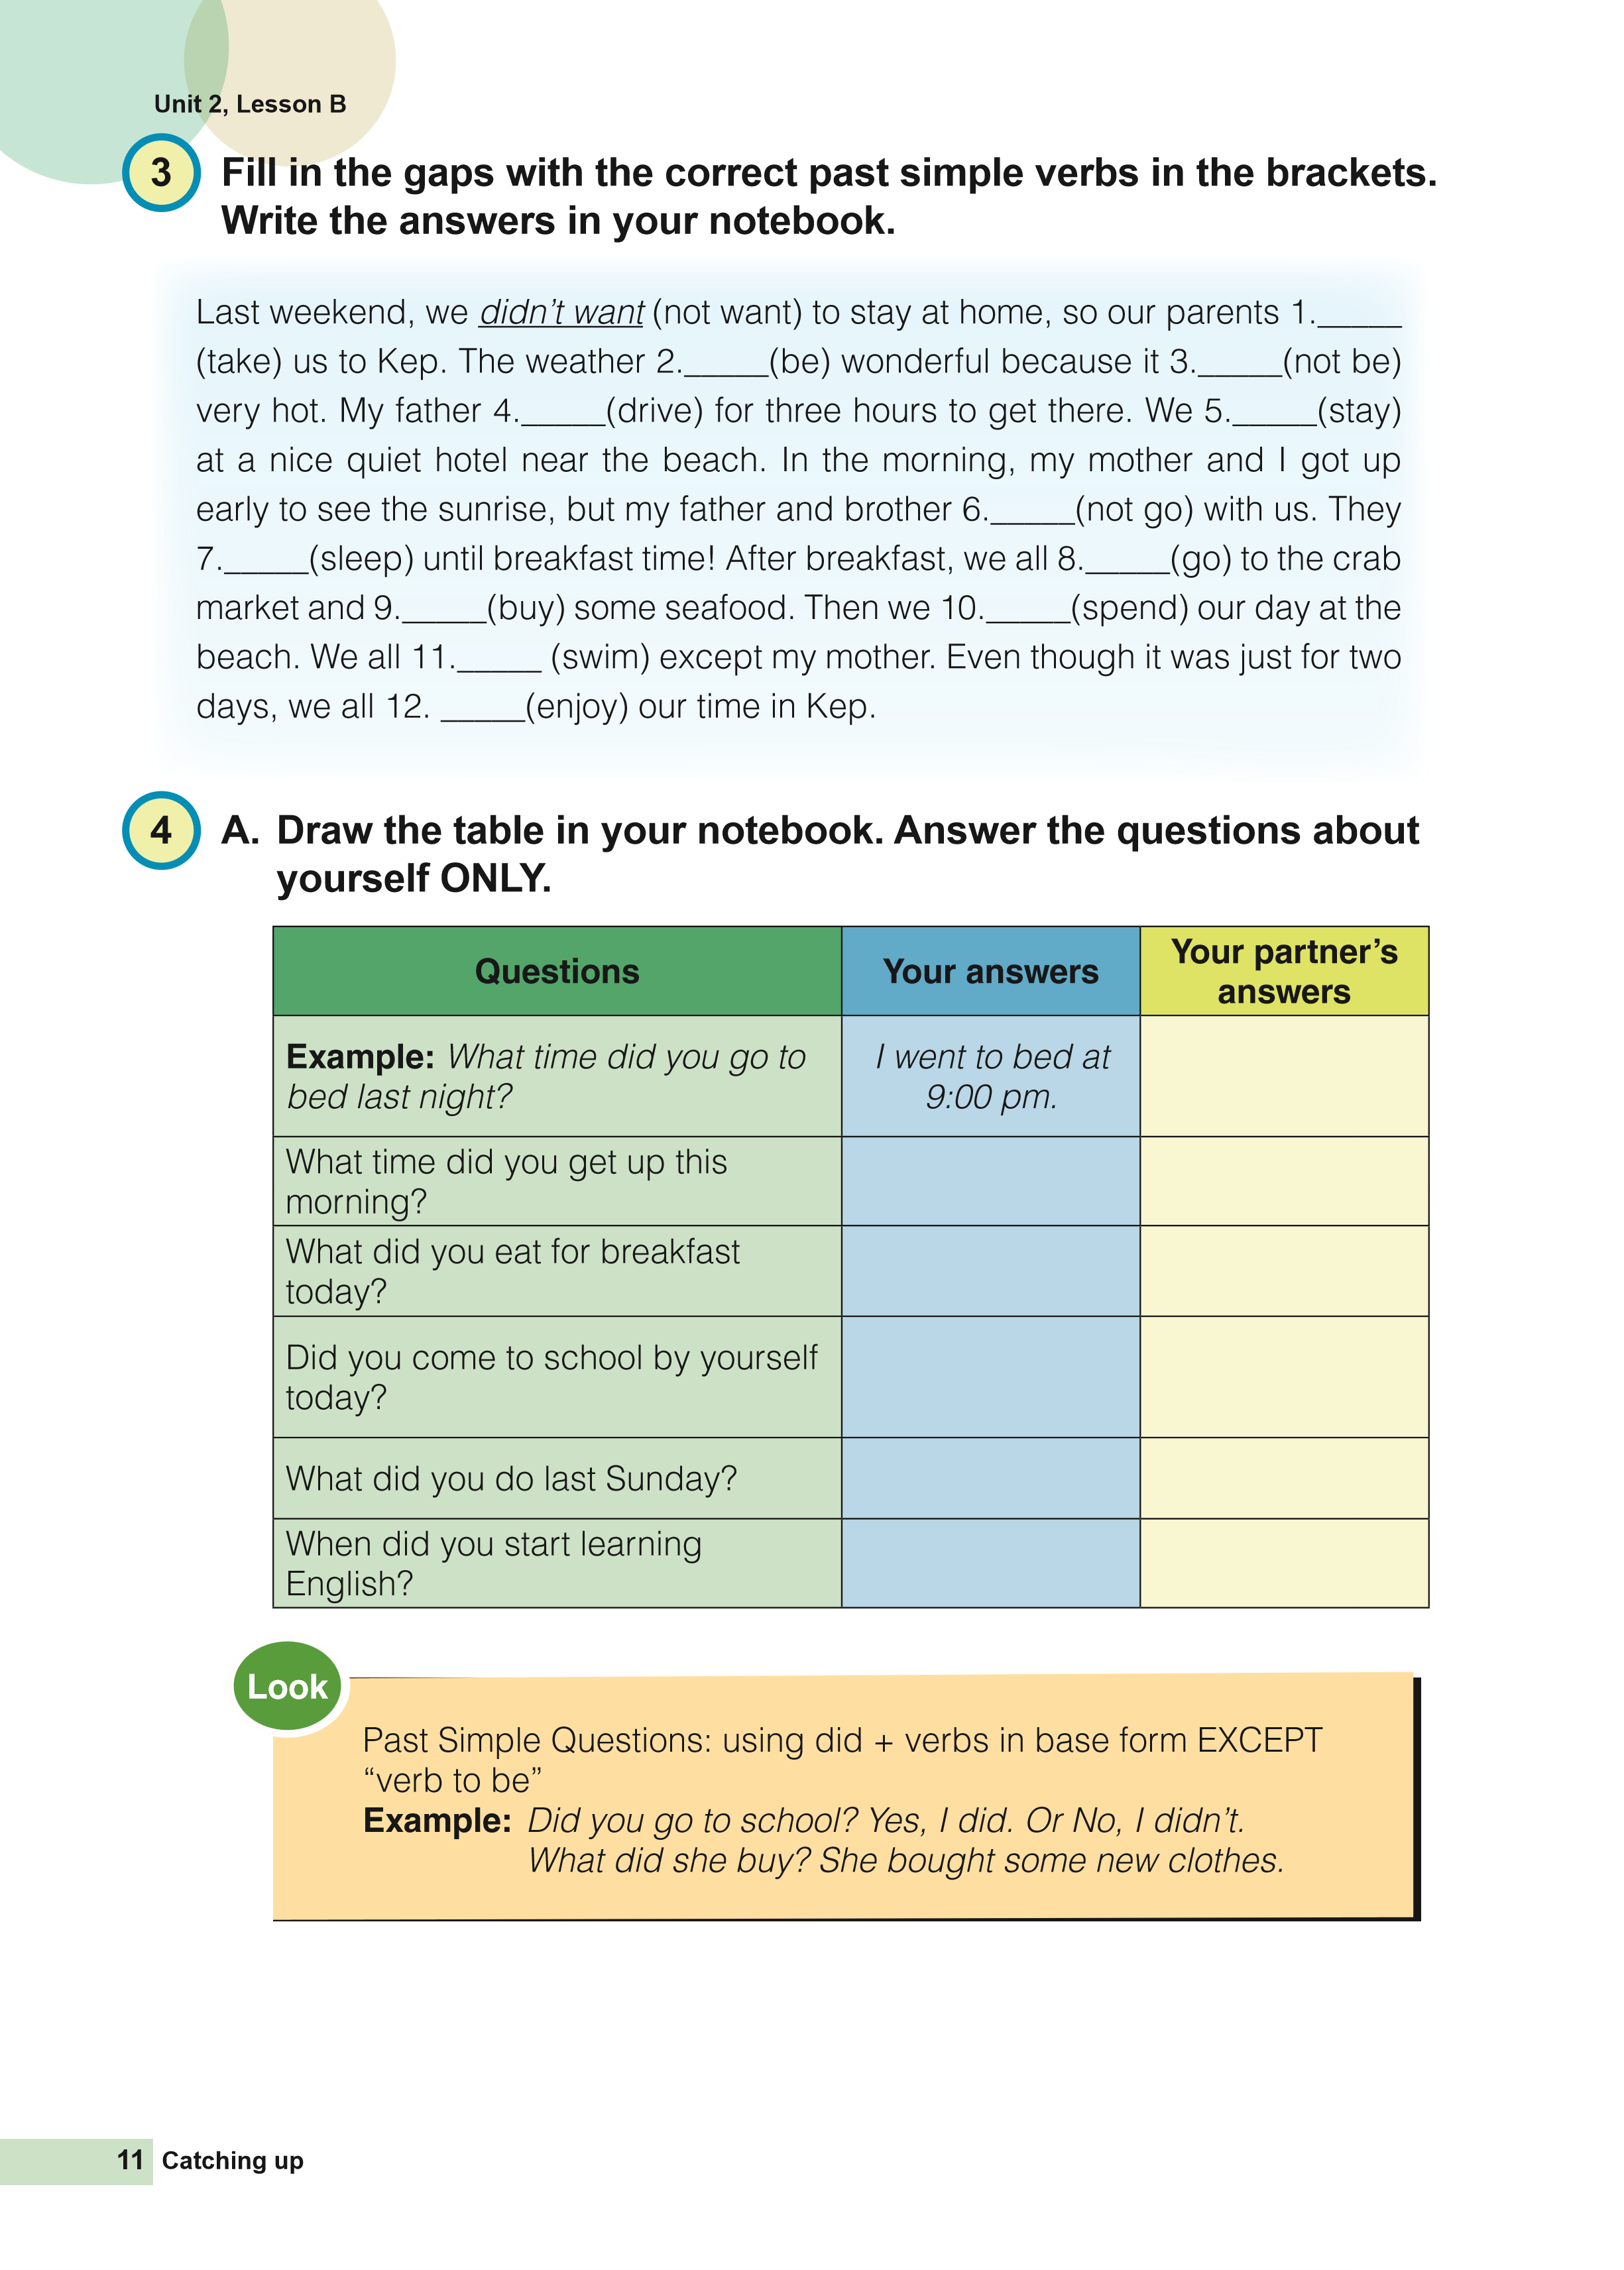 Unit 2, Lesson B
3 Fill in the gaps with the correct past simple verbs in the brackets.
Write the answers in your notebook.
Last weekend, we didn’t want (not want) to stay at home, so our parents 1._____
(take) us to Kep. The weather 2._____(be) wonderful because it 3._____(not be)
very hot. My father 4._____(drive) for three hours to get there. We 5._____(stay)
at a nice quiet hotel near the beach. In the morning, my mother and I got up
early to see the sunrise, but my father and brother 6._____(not go) with us. They
7._____(sleep) until breakfast time! After breakfast, we all 8._____(go) to the crab
market and 9._____(buy) some seafood. Then we 10._____(spend) our day at the
beach. We all 11._____ (swim) except my mother. Even though it was just for two
days, we all 12. _____(enjoy) our time in Kep.
4 A. Draw the table in your notebook. Answer the questions about
yourself ONLY.
Questions
Your answers
Your partner’s
answers
Example: What time did you go to
bed last night?
I went to bed at
9:00 pm.
What time did you get up this
morning?
What did you eat for breakfast
today?
Did you come to school by yourself
today?
What did you do last Sunday?
When did you start learning
English?
Look
Past Simple Questions: using did + verbs in base form EXCEPT
“verb to be”
Example: Did you go to school? Yes, I did. Or No, I didn’t.
What did she buy? She bought some new clothes.
11 Catching up